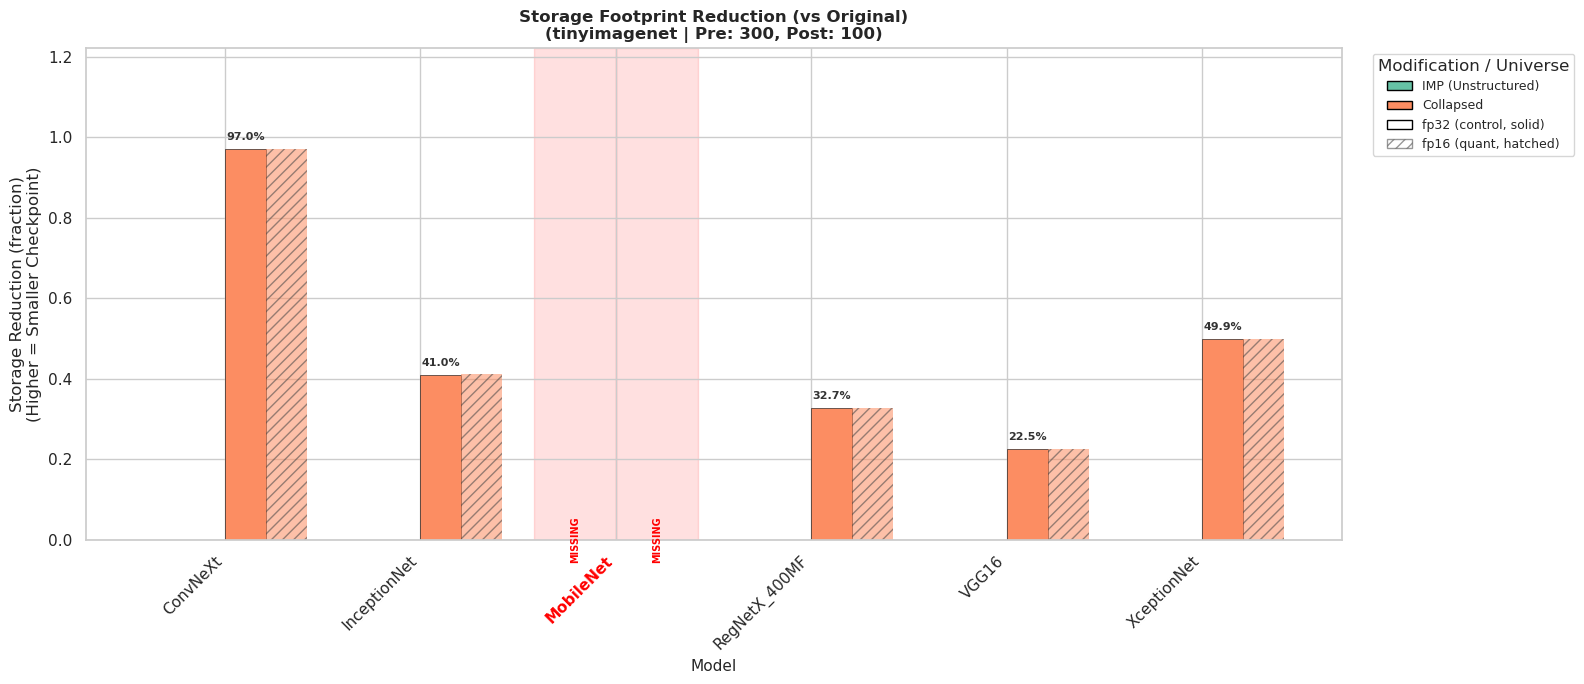 Storage Footprint Reduction (vs Original)
(tinyimagenet | Pre: 300, Post: 100)
Storage Reduction (fraction)
(Higher = Smaller Checkpoint)
1.2
1.0
0.8
0.6
0.4
0.2
0.0
97.0%
41.0%
MISSING
MISSING
32.7%
22.5%
49.9%
ConvNeXt
InceptionNet
MobileNet
RegNetX_400MF
VGG16
XceptionNet
Model
Modification / Universe
IMP (Unstructured)
Collapsed
fp32 (control, solid)
fp16 (quant, hatched)